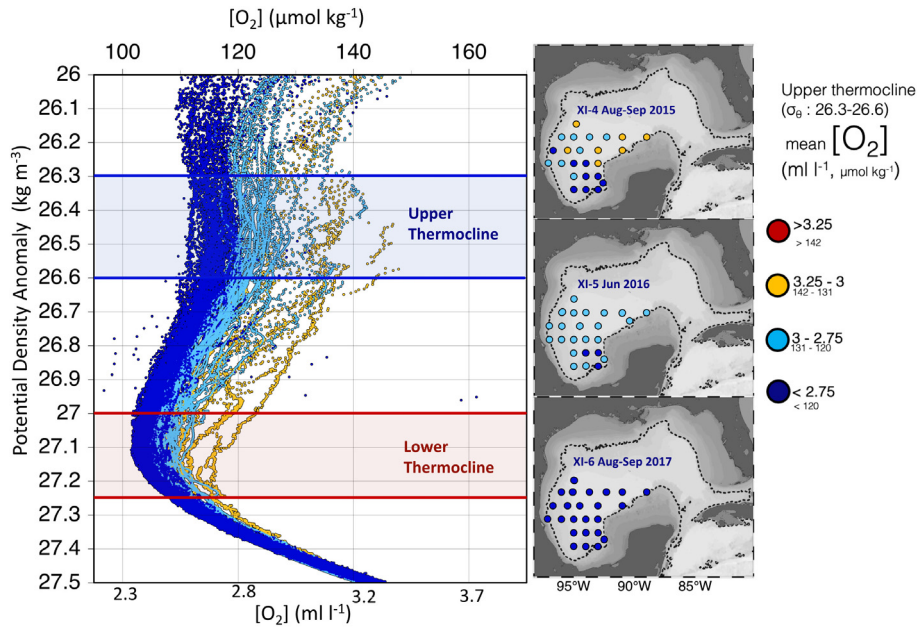 [O₂] (µmol kg⁻¹)
100 120 140 160
Potential Density Anomaly (kg m⁻³)
26
26.1
26.2
26.3
26.4
26.5
26.6
26.7
26.8
26.9
27
27.1
27.2
27.3
27.4
27.5
Upper
Thermocline
Lower
Thermocline
2.3 2.8 3.2 3.7
[O₂] (ml l⁻¹)
XI-4 Aug-Sep 2015
XI-5 Jun 2016
XI-6 Aug-Sep 2017
95°W 90°W 85°W
Upper thermocline
(σθ : 26.3-26.6)
mean [O₂]
(ml l⁻¹, µmol kg⁻¹)
>3.25
> 142
3.25 - 3
142 - 131
3 - 2.75
131 - 120
< 2.75
< 120